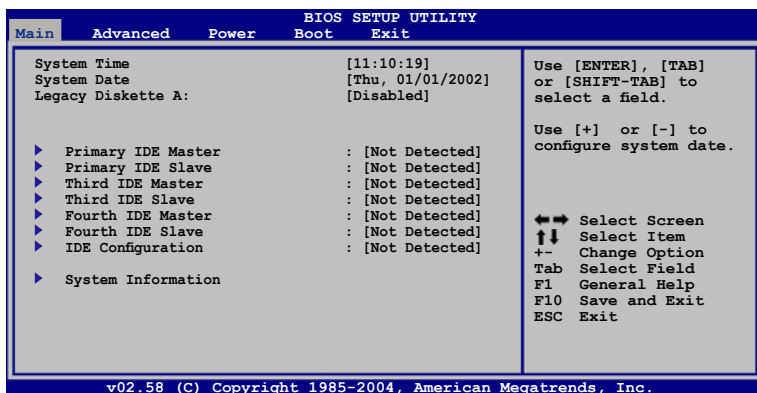 BIOS SETUP UTILITY
Main Advanced Power Boot Exit
System Time [11:10:19]
System Date [Thu, 01/01/2002]
Legacy Diskette A: [Disabled]
Primary IDE Master : [Not Detected]
Primary IDE Slave : [Not Detected]
Third IDE Master : [Not Detected]
Third IDE Slave : [Not Detected]
Fourth IDE Master : [Not Detected]
Fourth IDE Slave : [Not Detected]
IDE Configuration : [Not Detected]
System Information
Use [ENTER], [TAB]
or [SHIFT-TAB] to
select a field.
Use [+] or [-] to
configure system date.
Select Screen
Select Item
+- Change Option
Tab Select Field
F1 General Help
F10 Save and Exit
ESC Exit
v02.58 (C) Copyright 1985-2004, American Megatrends, Inc.